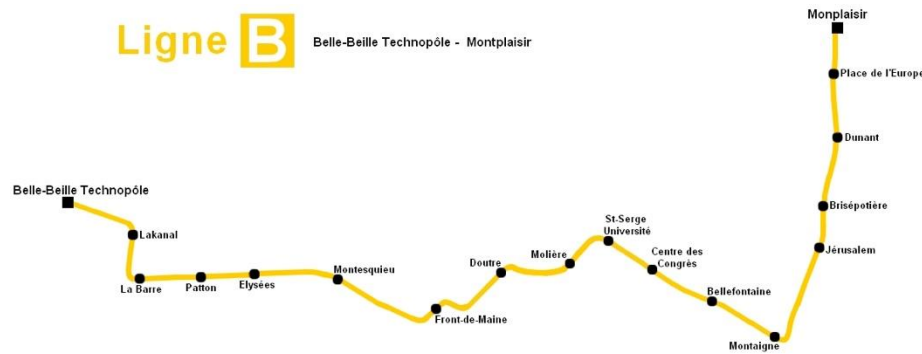 Ligne B
Belle-Beille Technopôle - Montplaisir
Monplaisir
Place de l'Europe
Dunant
Brisépotière
Jérusalem
Belle-Beille Technopôle
Lakanal
La Barre
Patton
Elysées
Montesquieu
Front-de-Maine
Doutre
Molière
St-Serge
Université
Centre des
Congrès
Bellefontaine
Montaigne